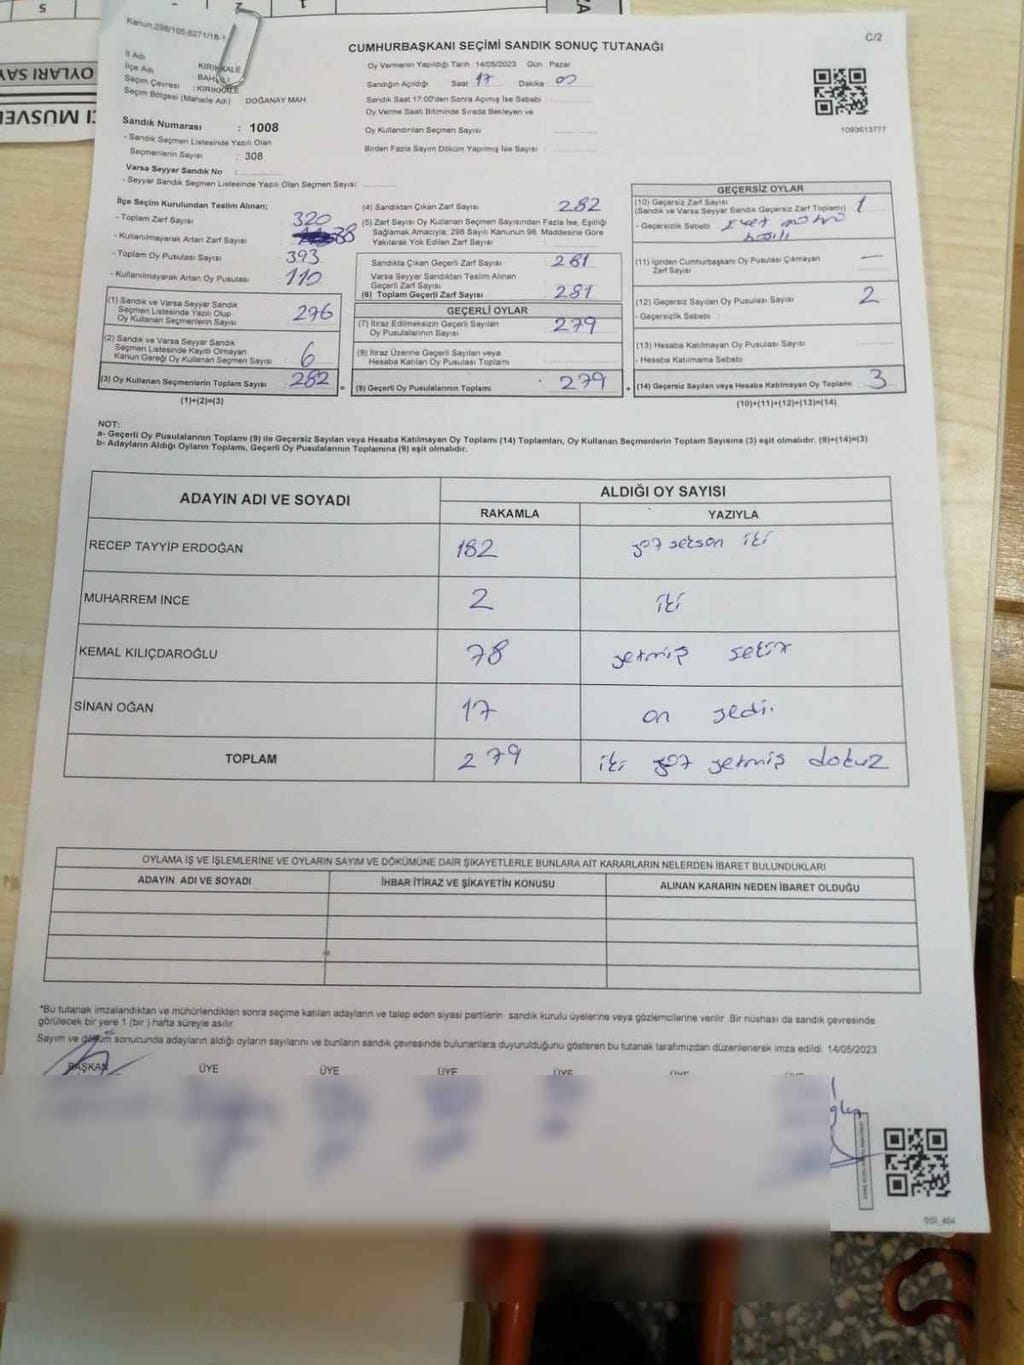 5
2
1
OYLARI SAY
Kanun 298/105-6271/18-1
CUMHURBAŞKANI SEÇİMİ SANDIK SONUÇ TUTANAĞI
C/2
İl Adı KIRIKKALE
İlçe Adı BAHŞILI
Seçim Çevresi : KIRIKKALE
Seçim Bölgesi (Mahalle Adı) DOĞANAY MAH
Sandık Numarası : 1008
- Sandık Seçmen Listesinde Yazılı Olan
Seçmenlerin Sayısı : 308
Varsa Seyyar Sandık No :
- Seyyar Sandık Seçmen Listesinde Yazılı Olan Seçmen Sayısı:
Oy Vermenin Yapıldığı Tarih :14/05/2023 Gün : Pazar
Sandığın Açıldığı Saat 17 Dakika : 00
Sandık Saat 17:00'den Sonra Açımış İse Sebebi :
Oy Verme Saati Bitiminde Sırada Bekleyen ve
Oy Kullandırılan Seçmen Sayısı
Birden Fazla Sayım Döküm Yapılmış İse Sayısı :
1093613777
İlçe Seçim Kurulundan Teslim Alınan;
- Toplam Zarf Sayısı : 320
- Kullanılmayarak Artan Zarf Sayısı : 38
- Toplam Oy Pusulası Sayısı : 393
- Kullanılmayarak Artan Oy Pusulası : 110
(1) Sandık ve Varsa Seyyar Sandık
Seçmen Listesinde Yazılı Olup
Oy Kullanan Seçmenlerin Sayısı : 276
(2) Sandık ve Varsa Seyyar Sandık
Seçmen Listesinde Kayıtlı Olmayan
Kanun Gereği Oy Kullanan Seçmen Sayısı : 6
(3) Oy Kullanan Seçmenlerin Toplam Sayısı : 282 =
(1)+(2)=(3)
(4) Sandıktan Çıkan Zarf Sayısı : 282
(5) Zarf Sayısı Oy Kullanan Seçmen Sayısından Fazla İse, Eşitliği
Sağlamak Amacıyla; 298 Sayılı Kanunun 98. Maddesine Göre
Yakılarak Yok Edilen Zarf Sayısı :
Sandıkta Çıkan Geçerli Zarf Sayısı : 281
Varsa Seyyar Sandıktan Teslim Alınan
Geçerli Zarf Sayısı :
(6) Toplam Geçerli Zarf Sayısı : 281
GEÇERLİ OYLAR
(7) İtiraz Edilmeksizin Geçerli Sayılan
Oy Pusulalarının Sayısı : 279
(8) İtiraz Üzerine Geçerli Sayılan veya
Hesaba Katılan Oy Pusulası Toplamı :
(9) Geçerli Oy Pusulalarının Toplamı : 279 +
GEÇERSİZ OYLAR
(10) Geçersiz Zarf Sayısı
(Sandık ve Varsa Seyyar Sandık Geçersiz Zarf Toplamı) : 1
- Geçersizlik Sebebi :
(11) İçinden Cumhurbaşkanı Oy Pusulası Çıkmayan
Zarf Sayısı : —
(12) Geçersiz Sayılan Oy Pusulası Sayısı : 2
- Geçersizlik Sebebi :
(13) Hesaba Katılmayan Oy Pusulası Sayısı :
- Hesaba Katılmama Sebebi :
(14) Geçersiz Sayılan veya Hesaba Katılmayan Oy Toplamı : 3
(10)+(11)+(12)+(13)=(14)
NOT:
a- Geçerli Oy Pusulalarının Toplamı (9) ile Geçersiz Sayılan veya Hesaba Katılmayan Oy Toplamı (14) Toplamları, Oy Kullanan Seçmenlerin Toplam Sayısına (3) eşit olmalıdır. (9)+(14)=(3)
b- Adayların Aldığı Oyların Toplamı, Geçerli Oy Pusulalarının Toplamına (9) eşit olmalıdır.
ADAYIN ADI VE SOYADI
ALDIĞI OY SAYISI
RAKAMLA YAZIYLA
RECEP TAYYİP ERDOĞAN 182 yüz seksen iki
MUHARREM İNCE 2 iki
KEMAL KILIÇDAROĞLU 78 yetmiş sekiz
SİNAN OĞAN 17 on yedi.
TOPLAM 279 iki yüz yetmiş dokuz
OYLAMA İŞ VE İŞLEMLERİNE VE OYLARIN SAYIM VE DÖKÜMÜNE DAİR ŞİKAYETLERLE BUNLARA AİT KARARLARIN NELERDEN İBARET BULUNDUKLARI
ADAYIN ADI VE SOYADI İHBAR İTİRAZ VE ŞİKAYETİN KONUSU ALINAN KARARIN NEDEN İBARET OLDUĞU
*Bu tutanak imzalandıktan ve mühürlendikten sonra seçime katılan adayların ve talep eden siyasi partilerin sandık kurulu üyelerine veya gözlemcilerine verilir. Bir nüshası da sandık çevresinde
görülecek bir yere 1 (bir ) hafta süreyle asılır.
Sayım ve döküm sonucunda adayların aldığı oyların sayılarını ve bunların sandık çevresinde bulunanlara duyurulduğunu gösteren bu tutanak tarafımızdan düzenlenerek imza edildi. 14/05/2023
BAŞKAN ÜYE ÜYE ÜYE ÜYE ÜYE